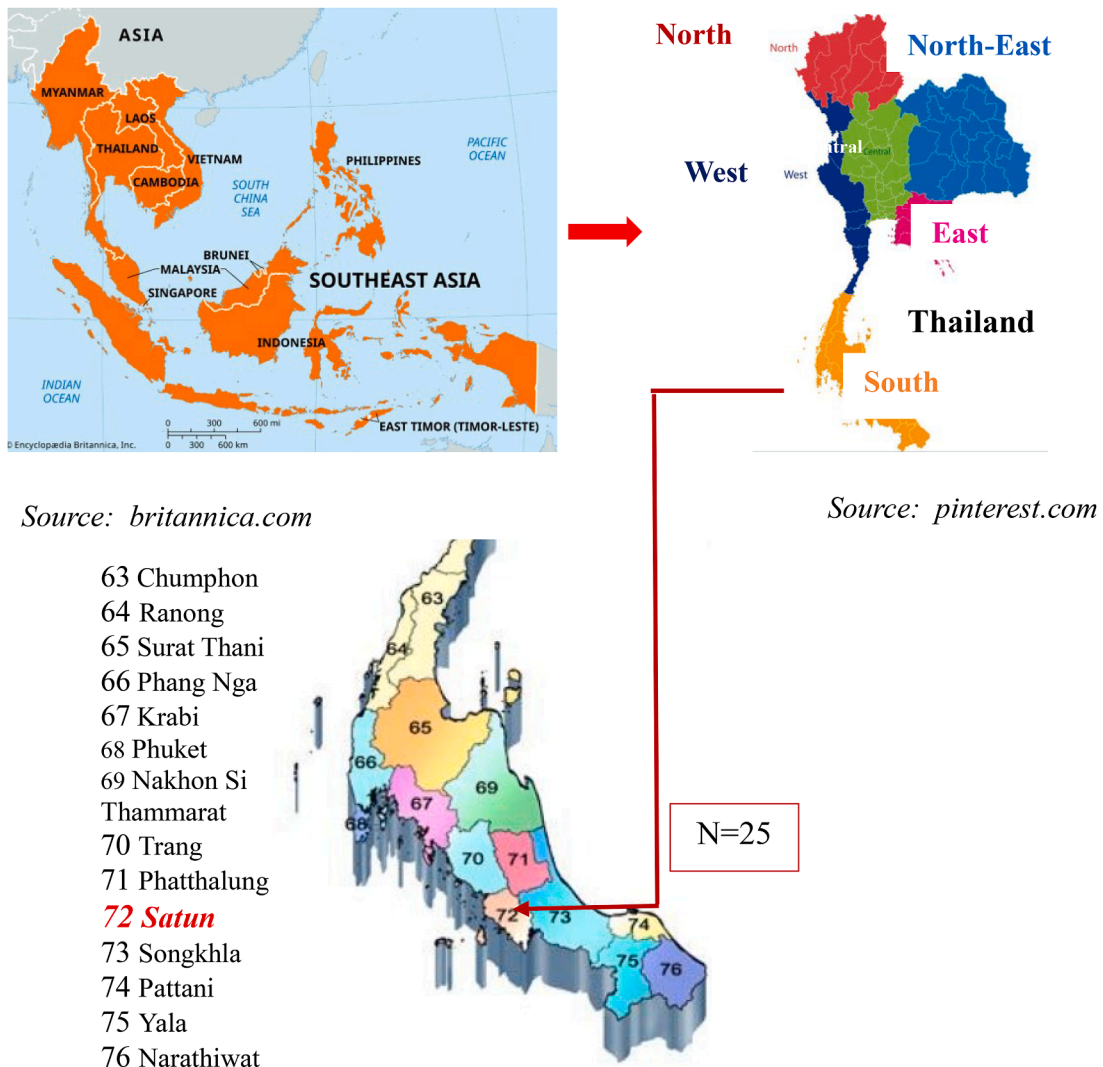 ASIA
MYANMAR
LAOS
THAILAND
VIETNAM
CAMBODIA
PHILIPPINES
PACIFIC
OCEAN
SOUTH
CHINA
SEA
BRUNEI
MALAYSIA
SINGAPORE
SOUTHEAST ASIA
INDONESIA
INDIAN
OCEAN
0 300 600 mi
0 300 600 km
EAST TIMOR (TIMOR-LESTE)
© Encyclopædia Britannica, Inc.
Source: britannica.com
North
North
North-East
ntral
Central
West
West
East
Thailand
South
Source: pinterest.com
63 Chumphon
64 Ranong
65 Surat Thani
66 Phang Nga
67 Krabi
68 Phuket
69 Nakhon Si
Thammarat
70 Trang
71 Phatthalung
72 Satun
73 Songkhla
74 Pattani
75 Yala
76 Narathiwat
63
64
65
66
67
68
69
70
71
72
73
74
75
76
N=25